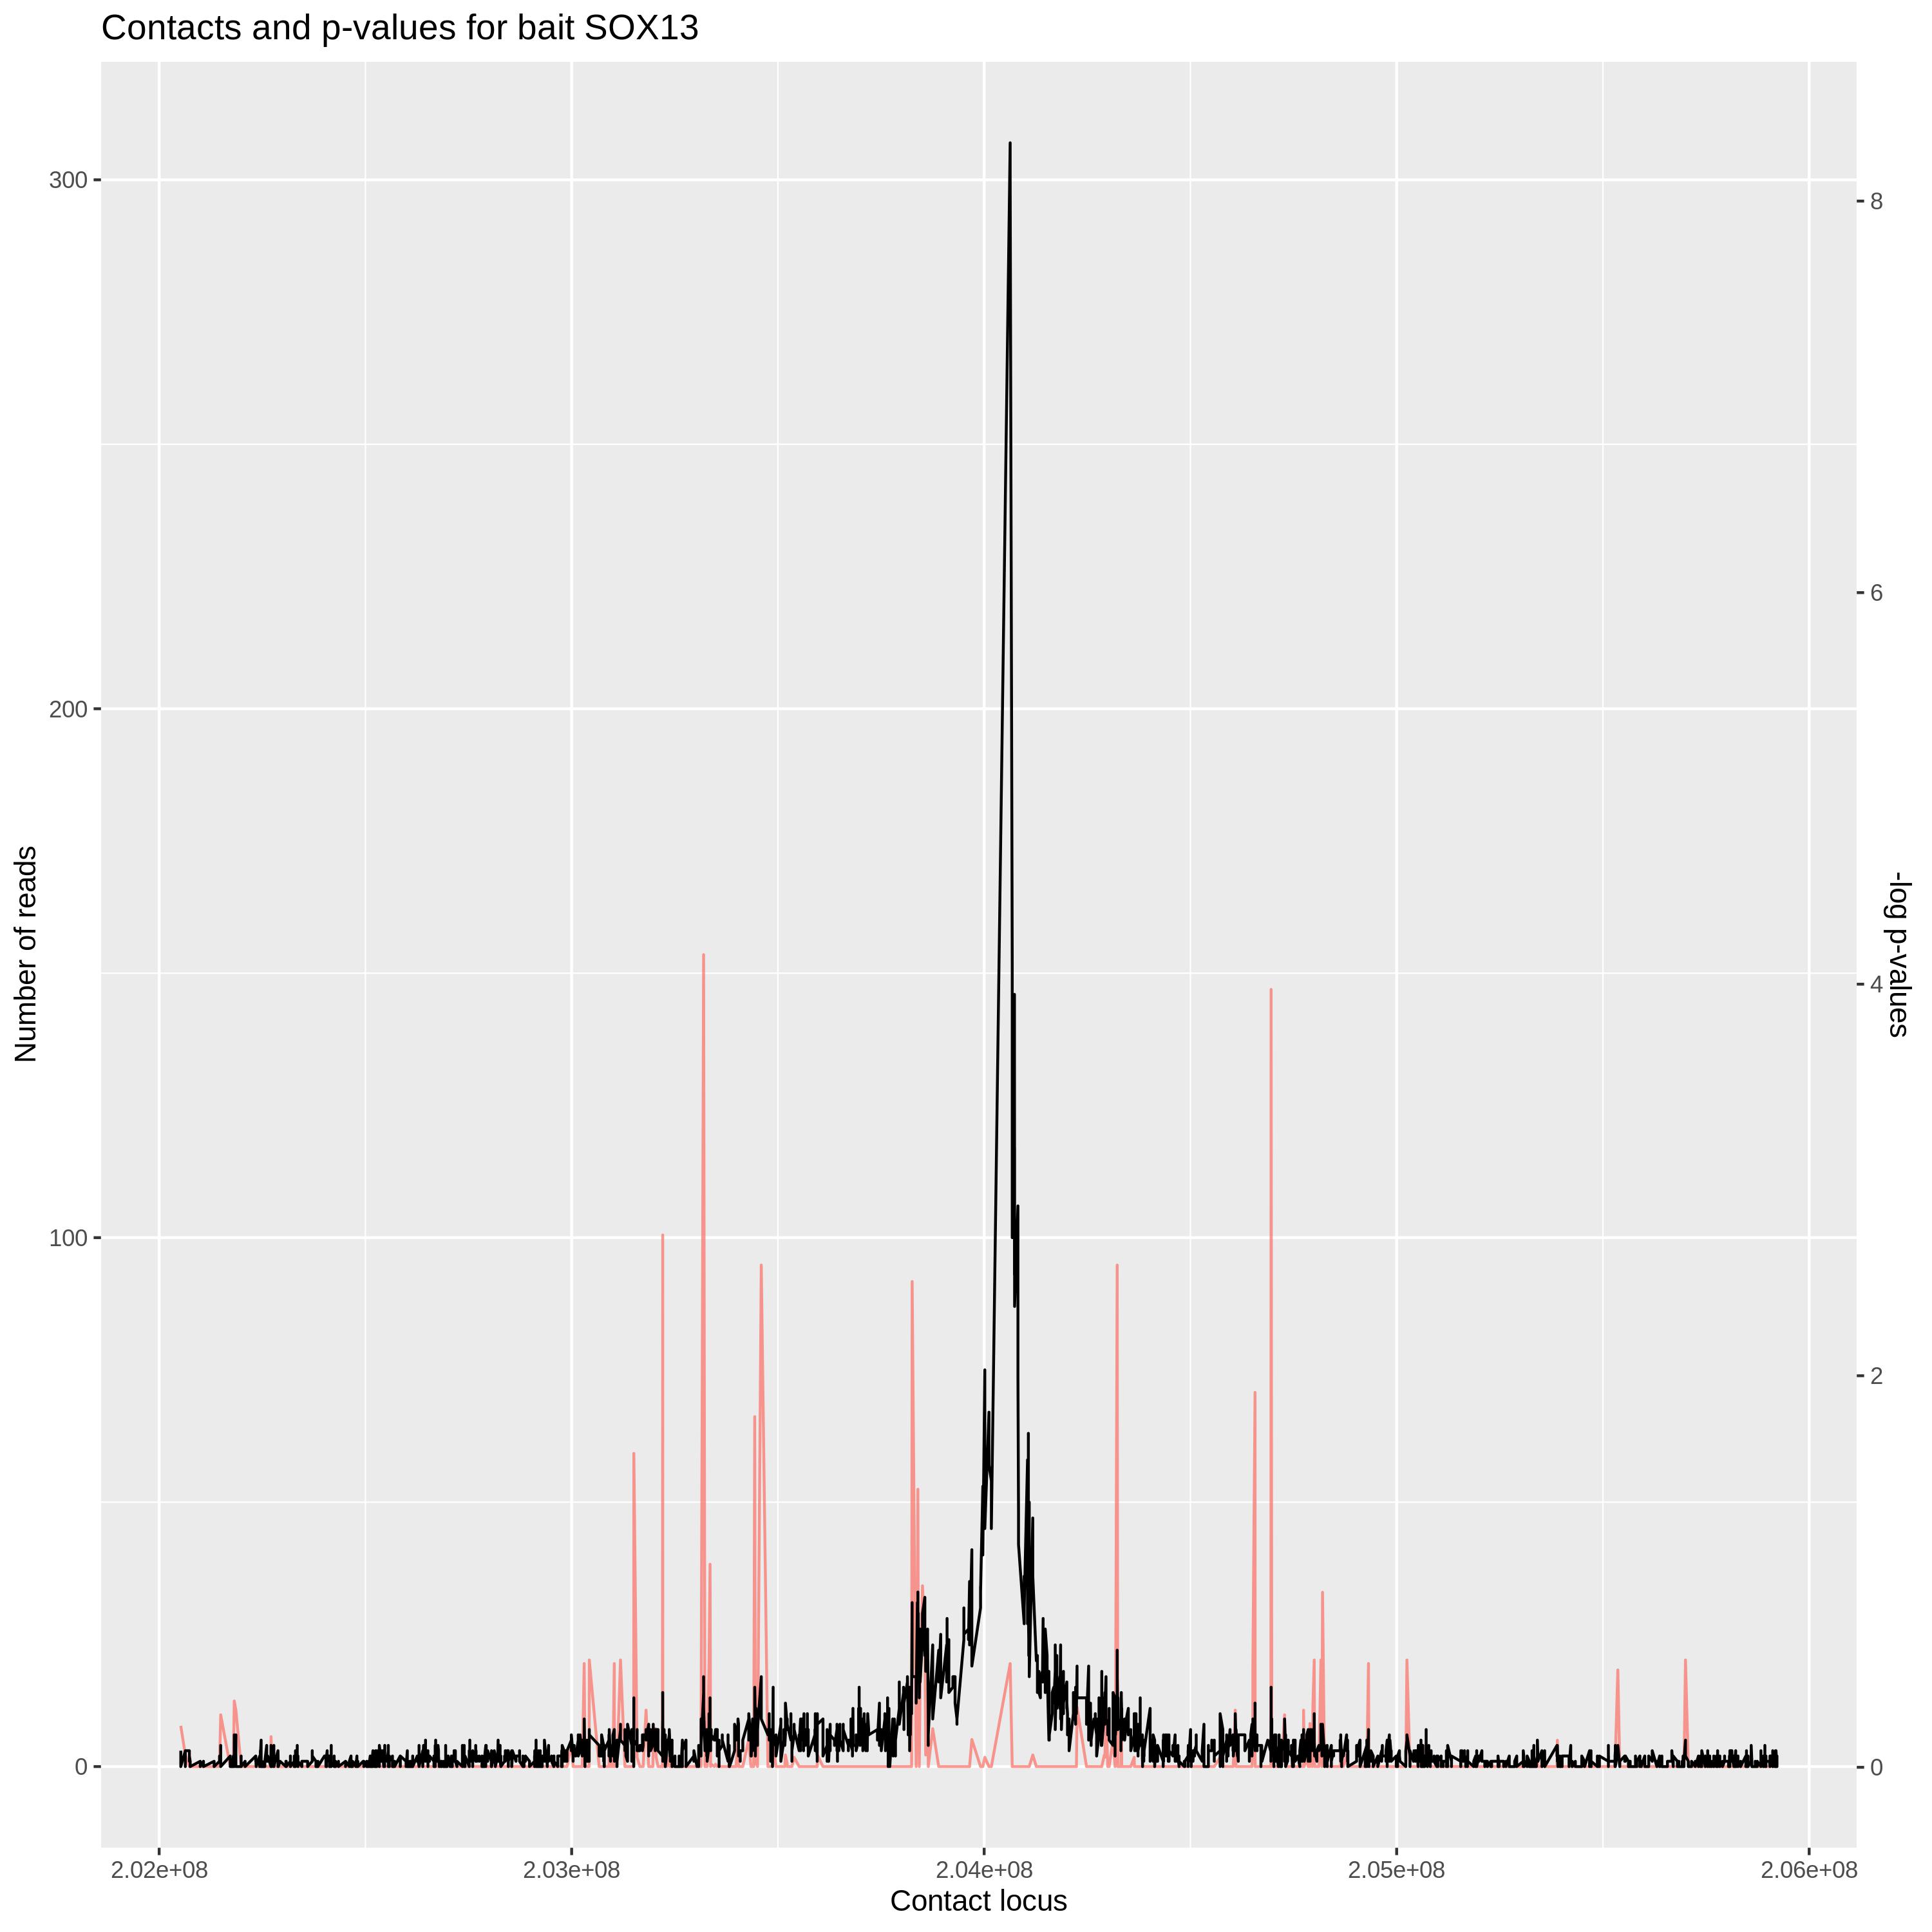 Contacts and p-values for bait SOX13
300
200
100
0
Number of reads
8
6
4
2
0
-log p-values
2.02e+08
2.03e+08
2.04e+08
2.05e+08
2.06e+08
Contact locus